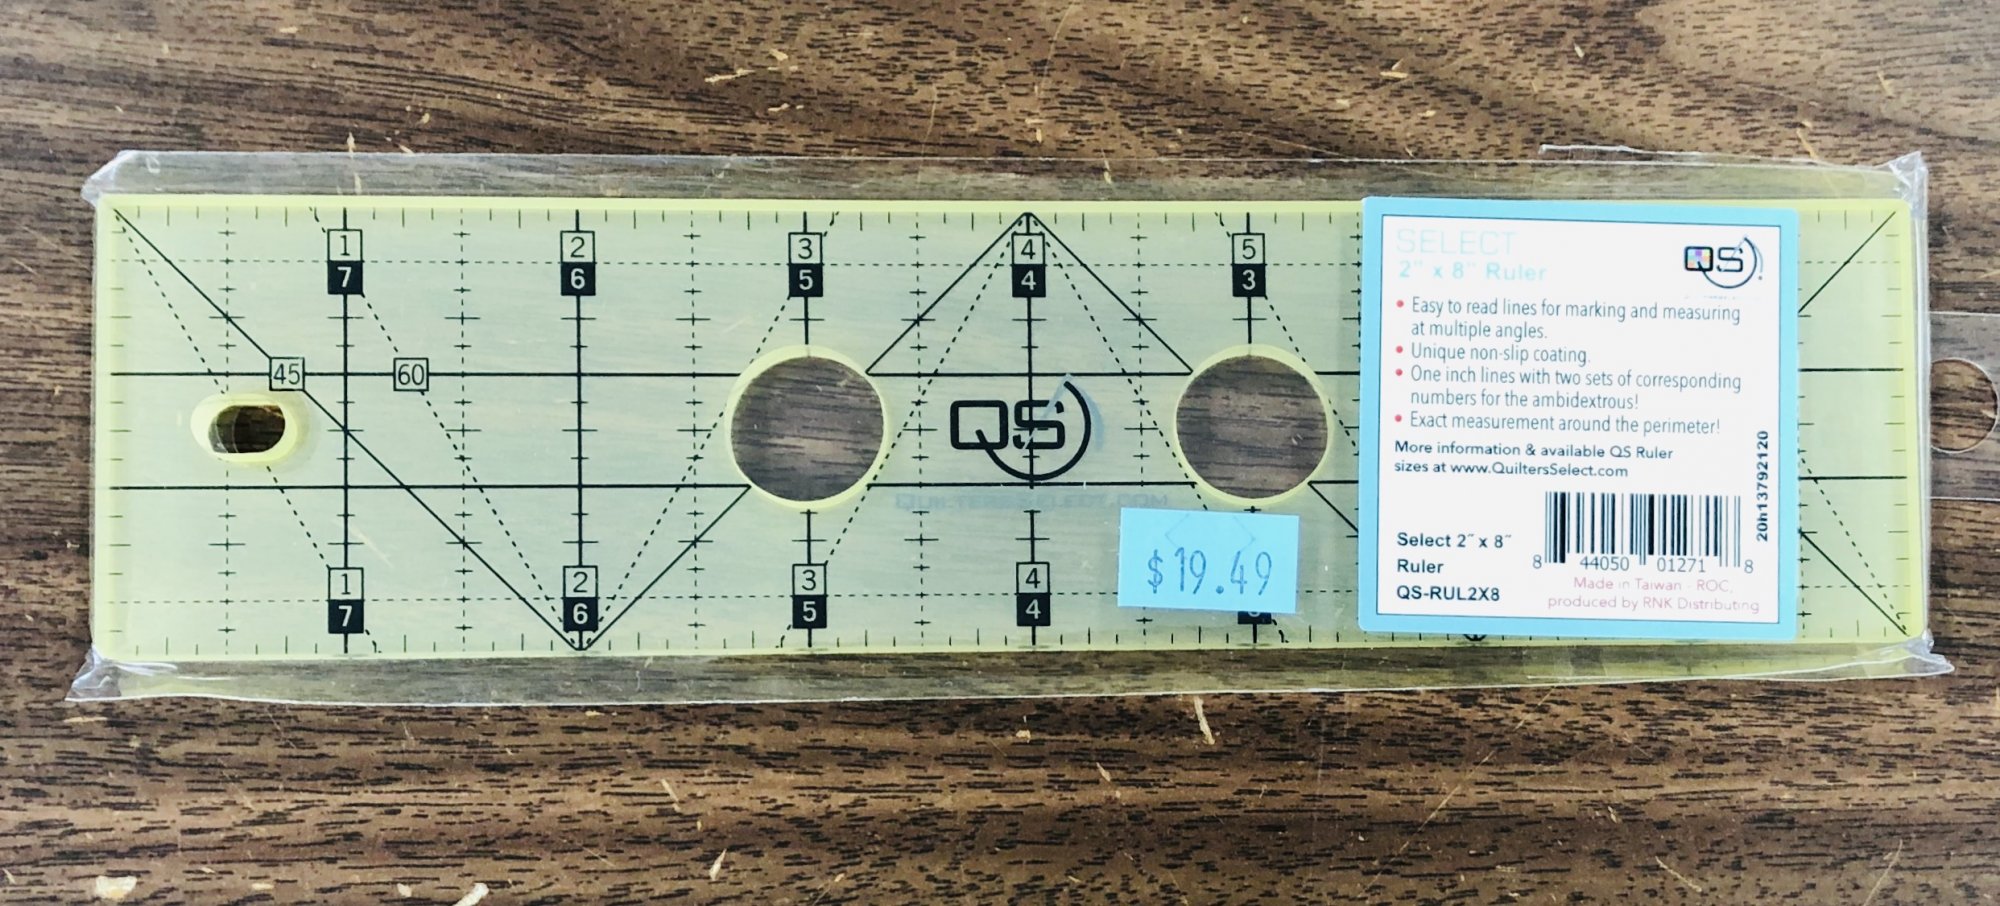 1 2 3 4 5
7 6 5 4 3
45 60
QS
QUILTERSSELECT.COM
1 2 3 4
7 6 5 4
$19.49
SELECT
2" x 8" Ruler
QS
• Easy to read lines for marking and measuring
at multiple angles.
• Unique non-slip coating.
• One inch lines with two sets of corresponding
numbers for the ambidextrous!
• Exact measurement around the perimeter!
More information & available QS Ruler
sizes at www.QuiltersSelect.com
20h13792120
Select 2" x 8"
Ruler
QS-RUL2X8
8 44050 01271 8
Made in Taiwan - ROC,
produced by RNK Distributing